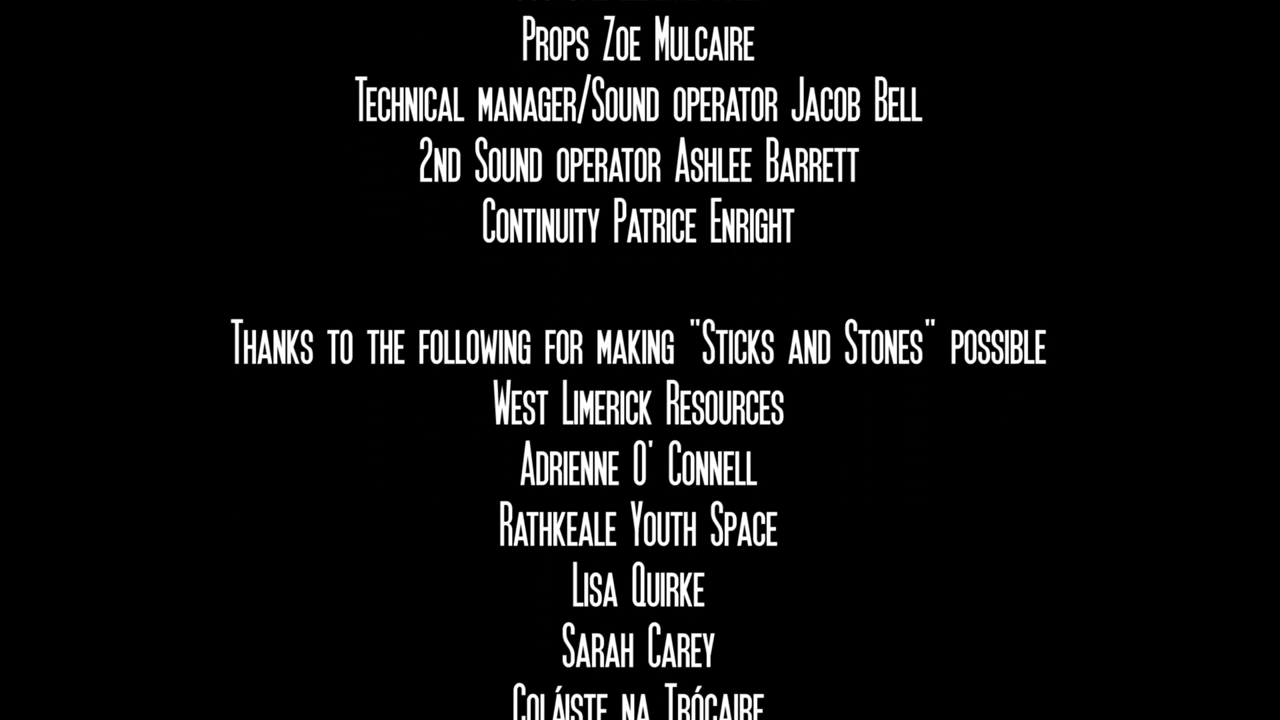 Props Zoe Mulcaire
Technical manager/Sound operator Jacob Bell
2nd Sound operator Ashlee Barrett
Continuity Patrice Enright
Thanks to the following for making "Sticks and Stones" possible
West Limerick Resources
Adrienne O' Connell
Rathkeale Youth Space
Lisa Quirke
Sarah Carey
Coláiste na Trócaire